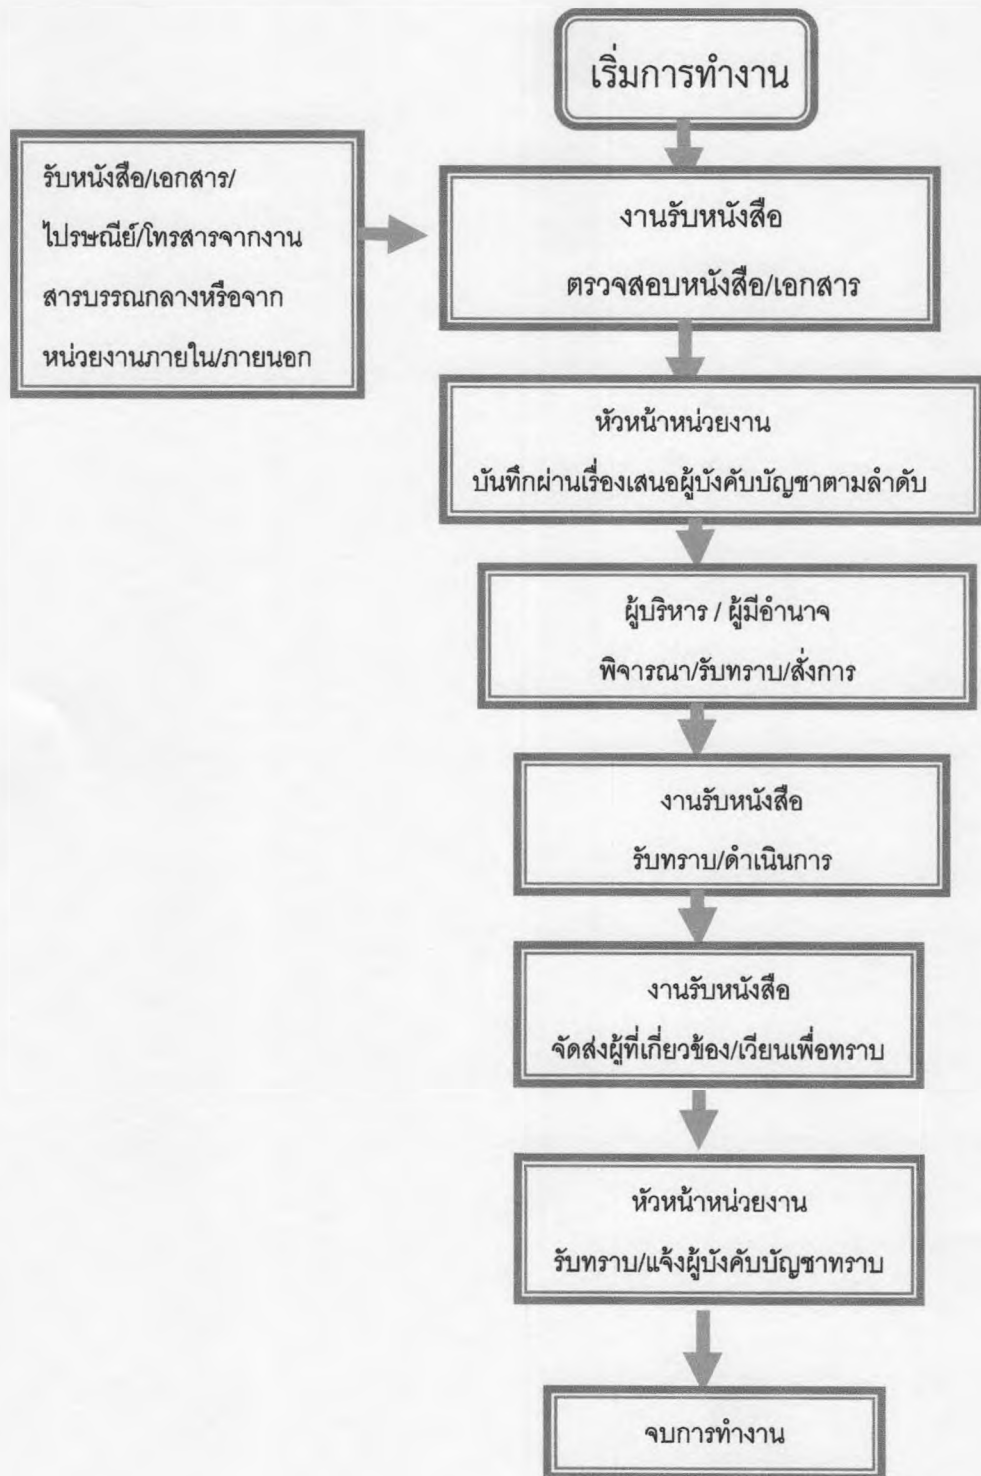 เริ่มการทำงาน
รับหนังสือ/เอกสาร/
ไปรษณีย์/โทรสารจากงาน
สารบรรณกลางหรือจาก
หน่วยงานภายใน/ภายนอก
งานรับหนังสือ
ตรวจสอบหนังสือ/เอกสาร
หัวหน้าหน่วยงาน
บันทึกผ่านเรื่องเสนอผู้บังคับบัญชาตามลำดับ
ผู้บริหาร / ผู้มีอำนาจ
พิจารณา/รับทราบ/สั่งการ
งานรับหนังสือ
รับทราบ/ดำเนินการ
งานรับหนังสือ
จัดส่งผู้ที่เกี่ยวข้อง/เวียนเพื่อทราบ
หัวหน้าหน่วยงาน
รับทราบ/แจ้งผู้บังคับบัญชาทราบ
จบการทำงาน